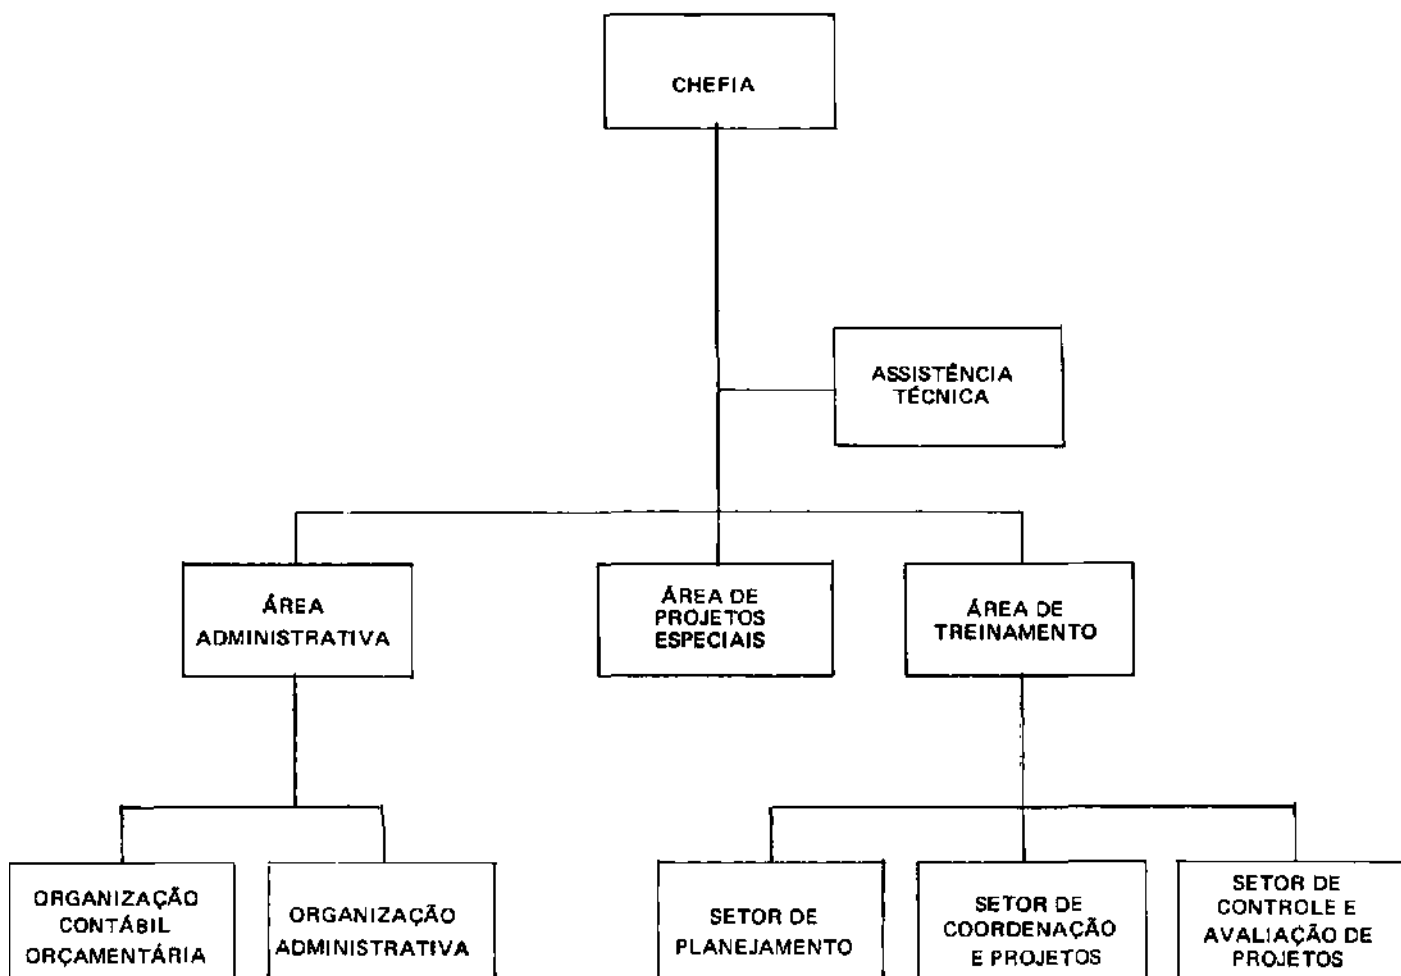 CHEFIA
ASSISTÊNCIA
TÉCNICA
ÁREA
ADMINISTRATIVA
ÁREA DE
PROJETOS
ESPECIAIS
ÁREA DE
TREINAMENTO
ORGANIZAÇÃO
CONTÁBIL
ORÇAMENTÁRIA
ORGANIZAÇÃO
ADMINISTRATIVA
SETOR DE
PLANEJAMENTO
SETOR DE
COORDENAÇÃO
E PROJETOS
SETOR DE
CONTROLE E
AVALIAÇÃO DE
PROJETOS